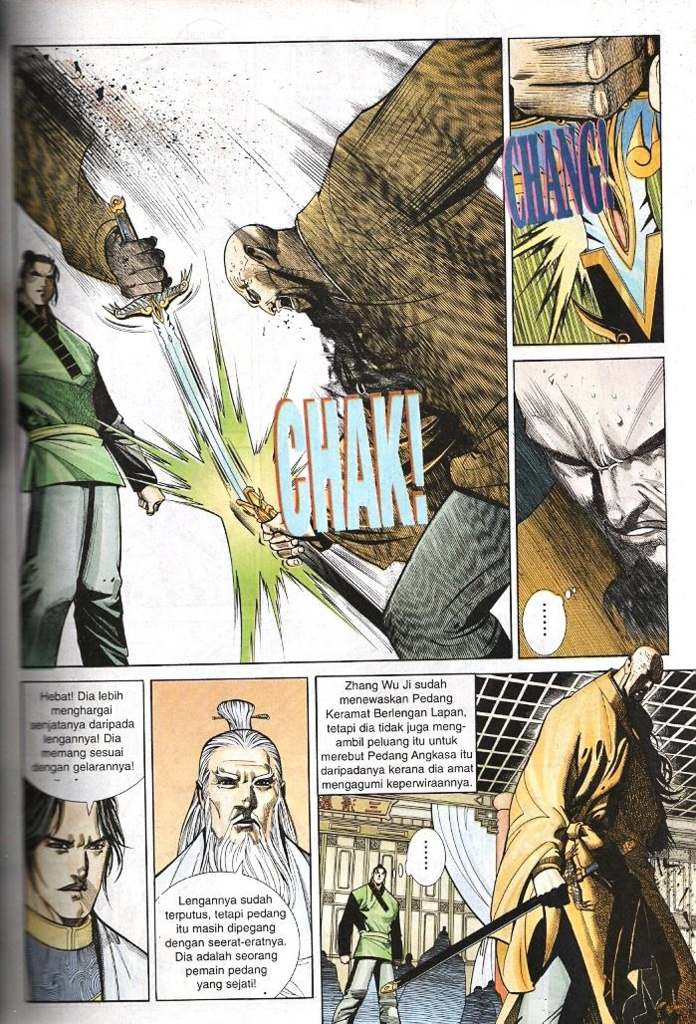 CHAK!
CHANG!
......
Hebat! Dia lebih
menghargai
senjatanya daripada
lengannya! Dia
memang sesuai
dengan gelarannya!
Lengannya sudah
terputus, tetapi pedang
itu masih dipegang
dengan seerat-eratnya.
Dia adalah seorang
pemain pedang
yang sejati!
Zhang Wu Ji sudah
menewaskan Pedang
Keramat Berlengan Lapan,
tetapi dia tidak juga meng-
ambil peluang itu untuk
merebut Pedang Angkasa itu
daripadanya kerana dia amat
mengagumi keperwiraannya.
......